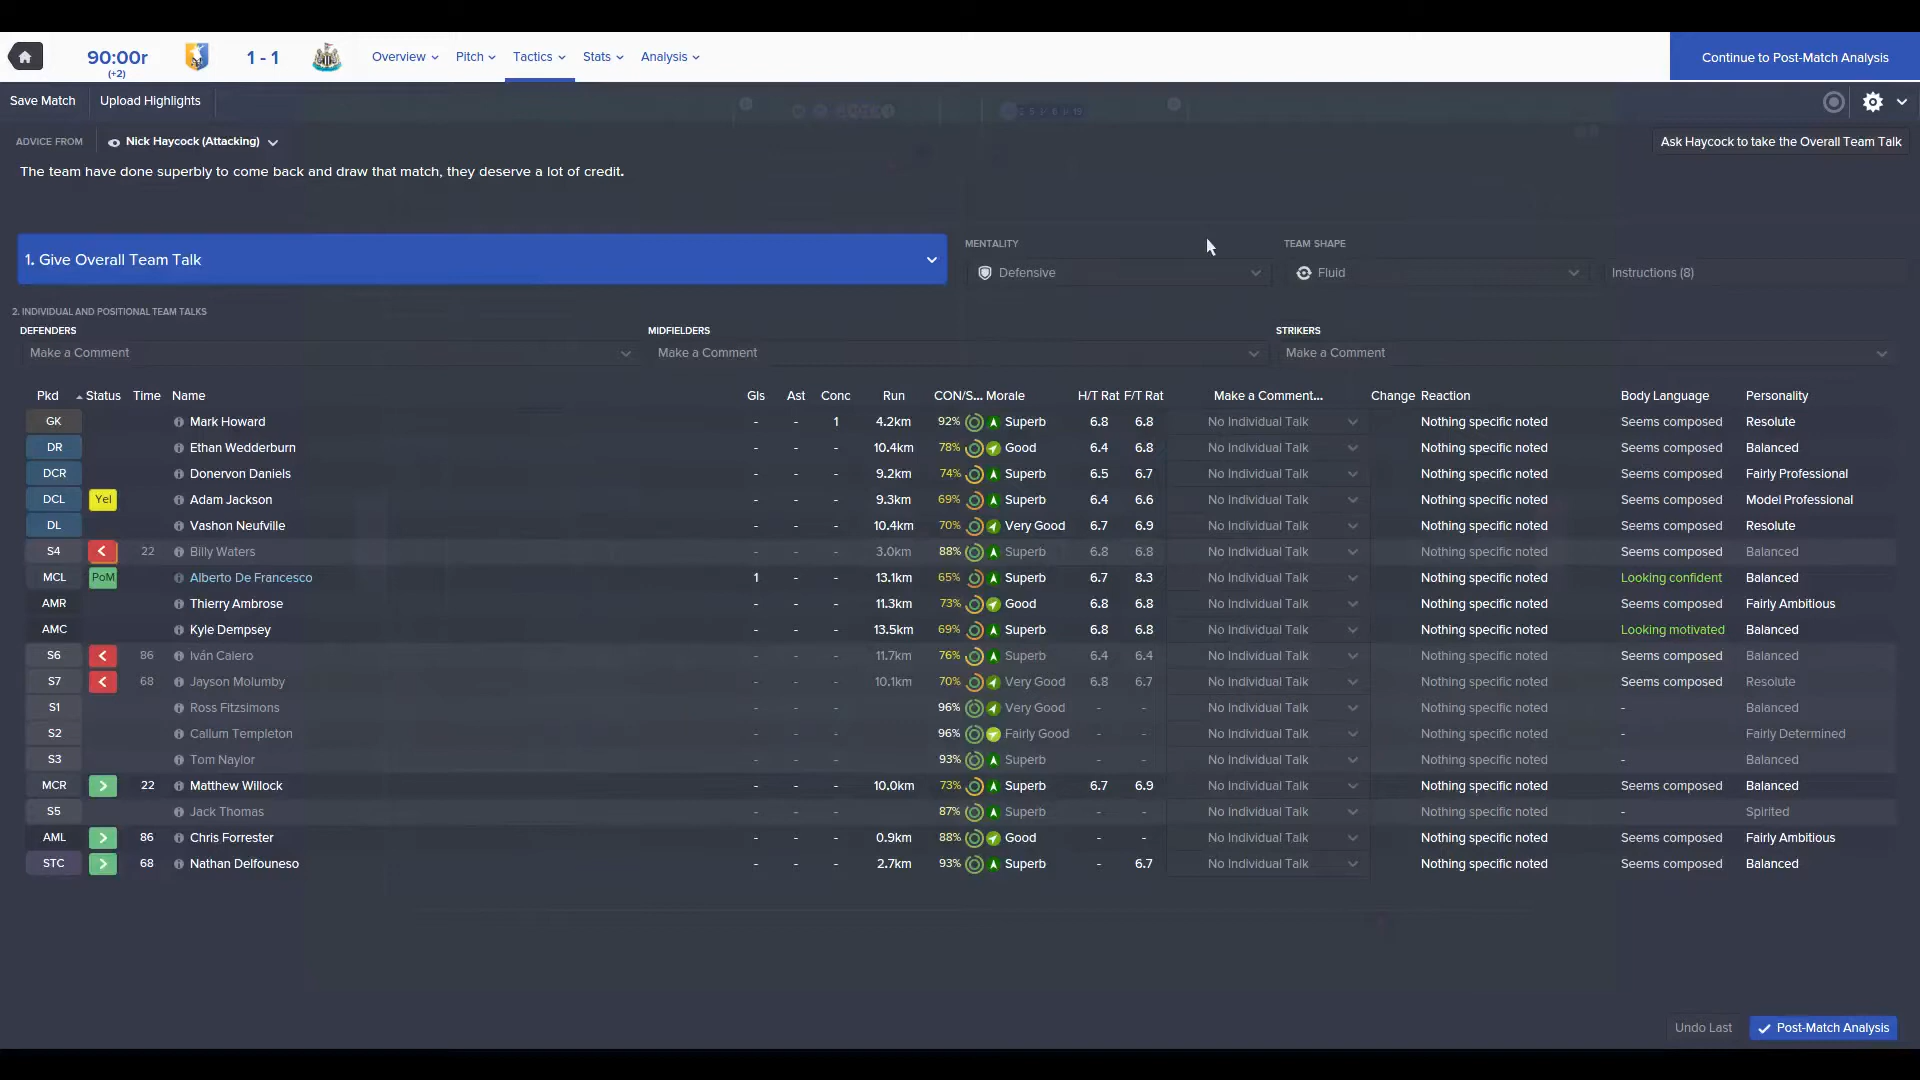 90:00r
(+2)
1 - 1
Overview
Pitch
Tactics
Stats
Analysis
Continue to Post-Match Analysis
Save Match
Upload Highlights
ADVICE FROM
Nick Haycock (Attacking)
Ask Haycock to take the Overall Team Talk
The team have done superbly to come back and draw that match, they deserve a lot of credit.
1. Give Overall Team Talk
MENTALITY
TEAM SHAPE
Defensive
Fluid
Instructions (8)
2. INDIVIDUAL AND POSITIONAL TEAM TALKS
DEFENDERS
MIDFIELDERS
STRIKERS
Make a Comment
Make a Comment
Make a Comment
Pkd Status Time Name Gls Ast Conc Run CON/S... Morale H/T Rat F/T Rat Make a Comment... Change Reaction Body Language Personality
GK Mark Howard - - 1 4.2km 92% Superb 6.8 6.8 No Individual Talk Nothing specific noted Seems composed Resolute
DR Ethan Wedderburn - - - 10.4km 78% Good 6.4 6.8 No Individual Talk Nothing specific noted Seems composed Balanced
DCR Donervon Daniels - - - 9.2km 74% Superb 6.5 6.7 No Individual Talk Nothing specific noted Seems composed Fairly Professional
DCL Yel Adam Jackson - - - 9.3km 69% Superb 6.4 6.6 No Individual Talk Nothing specific noted Seems composed Model Professional
DL Vashon Neufville - - - 10.4km 70% Very Good 6.7 6.9 No Individual Talk Nothing specific noted Seems composed Resolute
S4 22 Billy Waters - - - 3.0km 88% Superb 6.8 6.8 No Individual Talk Nothing specific noted Seems composed Balanced
MCL PoM Alberto De Francesco 1 - - 13.1km 65% Superb 6.7 8.3 No Individual Talk Nothing specific noted Looking confident Balanced
AMR Thierry Ambrose - - - 11.3km 73% Good 6.8 6.8 No Individual Talk Nothing specific noted Seems composed Fairly Ambitious
AMC Kyle Dempsey - - - 13.5km 69% Superb 6.8 6.8 No Individual Talk Nothing specific noted Looking motivated Balanced
S6 86 Iván Calero - - - 11.7km 76% Superb 6.4 6.4 No Individual Talk Nothing specific noted Seems composed Balanced
S7 68 Jayson Molumby - - - 10.1km 70% Very Good 6.8 6.7 No Individual Talk Nothing specific noted Seems composed Resolute
S1 Ross Fitzsimons - - - 96% Very Good - - No Individual Talk Nothing specific noted - Balanced
S2 Callum Templeton - - - 96% Fairly Good - - No Individual Talk Nothing specific noted - Fairly Determined
S3 Tom Naylor - - - 93% Superb - - No Individual Talk Nothing specific noted - Balanced
MCR 22 Matthew Willock - - - 10.0km 73% Superb 6.7 6.9 No Individual Talk Nothing specific noted Seems composed Balanced
S5 Jack Thomas - - - 87% Superb - - No Individual Talk Nothing specific noted - Spirited
AML 86 Chris Forrester - - - 0.9km 88% Good - - No Individual Talk Nothing specific noted Seems composed Fairly Ambitious
STC 68 Nathan Delfouneso - - - 2.7km 93% Superb - 6.7 No Individual Talk Nothing specific noted Seems composed Balanced
Undo Last
Post-Match Analysis